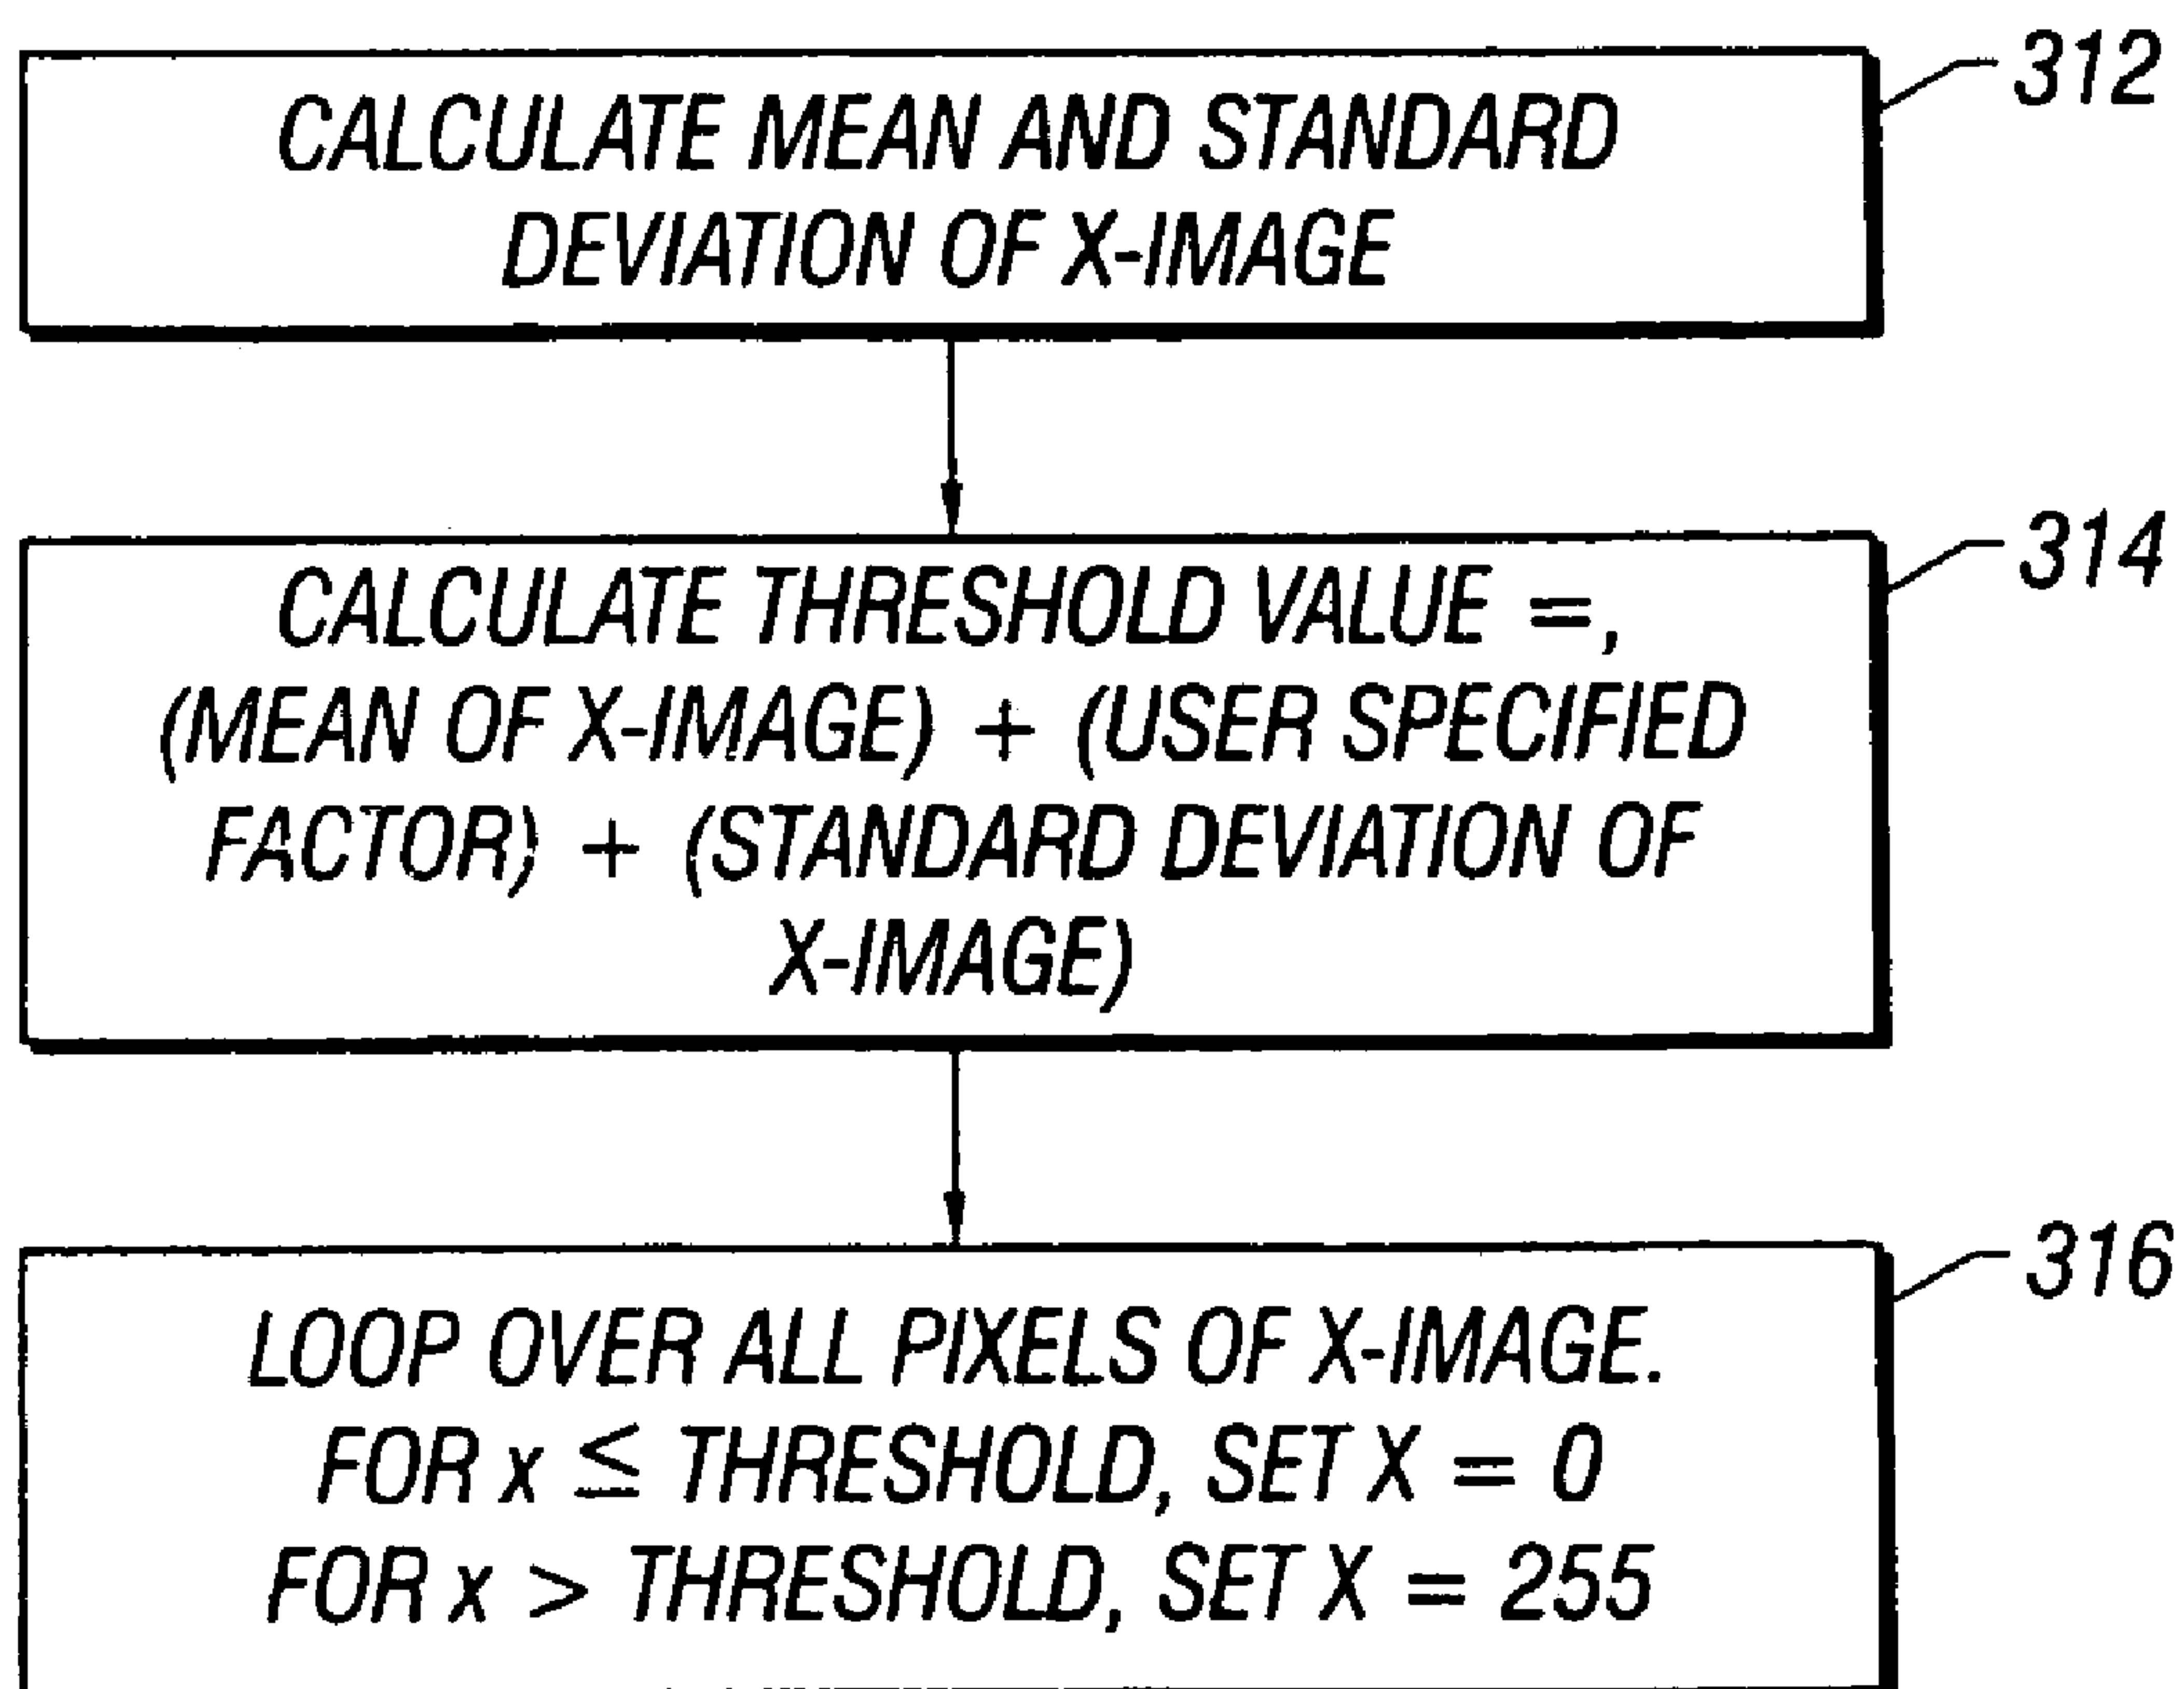 312
CALCULATE MEAN AND STANDARD
DEVIATION OF X-IMAGE
314
CALCULATE THRESHOLD VALUE =,
(MEAN OF X-IMAGE) + (USER SPECIFIED
FACTOR) + (STANDARD DEVIATION OF
X-IMAGE)
316
LOOP OVER ALL PIXELS OF X-IMAGE.
FOR x ≤ THRESHOLD, SET X = 0
FOR x > THRESHOLD, SET X = 255